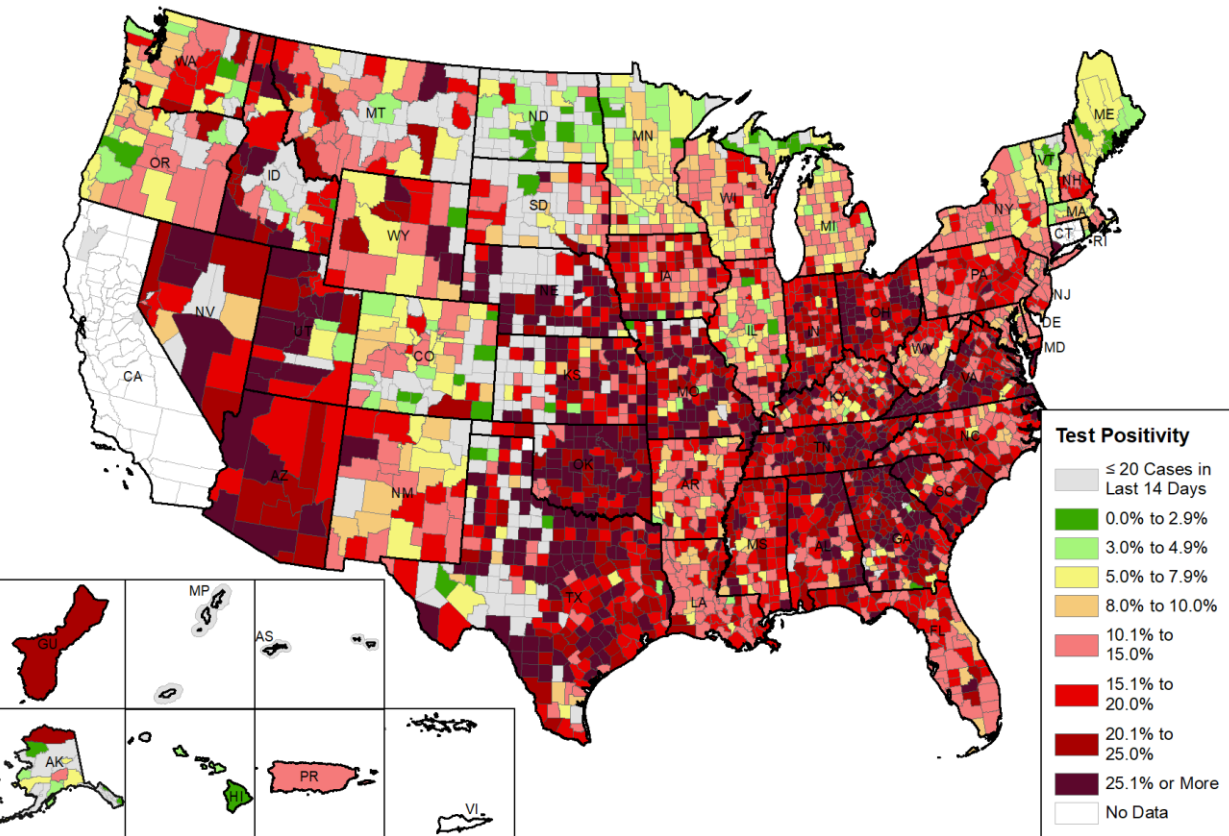 WA
MT
ND
MN
ME
OR
ID
SD
WI
MI
VT
NH
NY
MA
CT
RI
WY
IA
PA
NJ
NE
NV
UT
CO
IL
IN
OH
DE
MD
WV
CA
KS
MO
KY
VA
AZ
NM
OK
AR
TN
NC
SC
TX
LA
MS
AL
GA
FL
GU
MP
AS
AK
HI
PR
VI
Test Positivity
≤ 20 Cases in
Last 14 Days
0.0% to 2.9%
3.0% to 4.9%
5.0% to 7.9%
8.0% to 10.0%
10.1% to
15.0%
15.1% to
20.0%
20.1% to
25.0%
25.1% or More
No Data